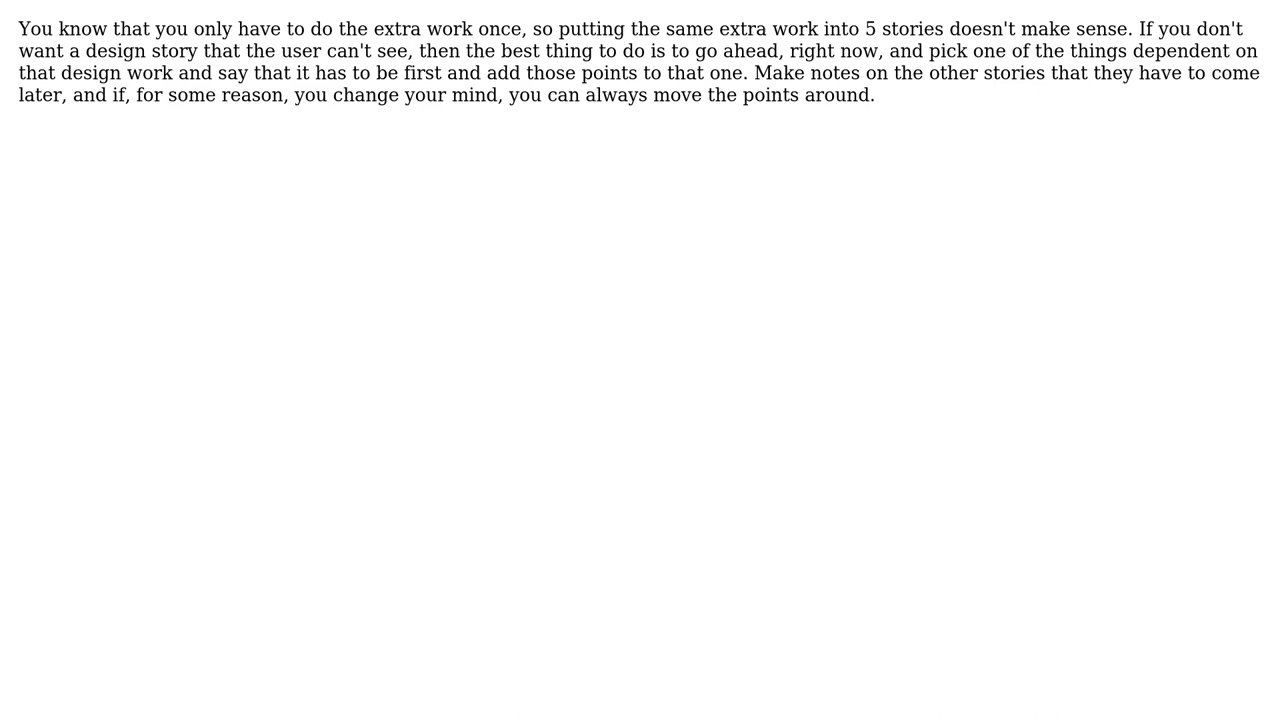 You know that you only have to do the extra work once, so putting the same extra work into 5 stories doesn't make sense. If you don't
want a design story that the user can't see, then the best thing to do is to go ahead, right now, and pick one of the things dependent on
that design work and say that it has to be first and add those points to that one. Make notes on the other stories that they have to come
later, and if, for some reason, you change your mind, you can always move the points around.